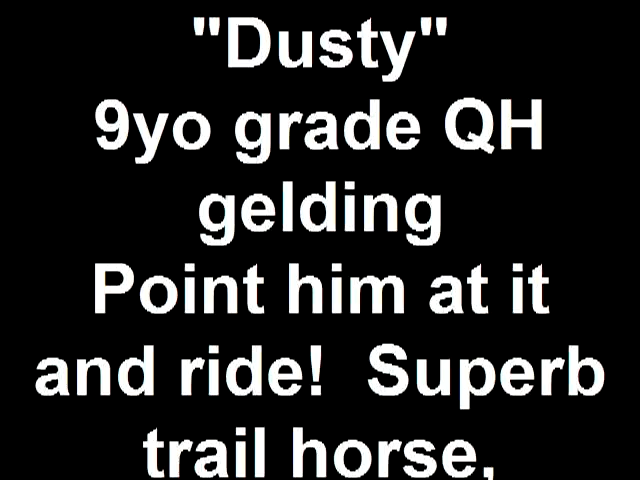 "Dusty"
9yo grade QH
gelding
Point him at it
and ride!  Superb
trail horse,